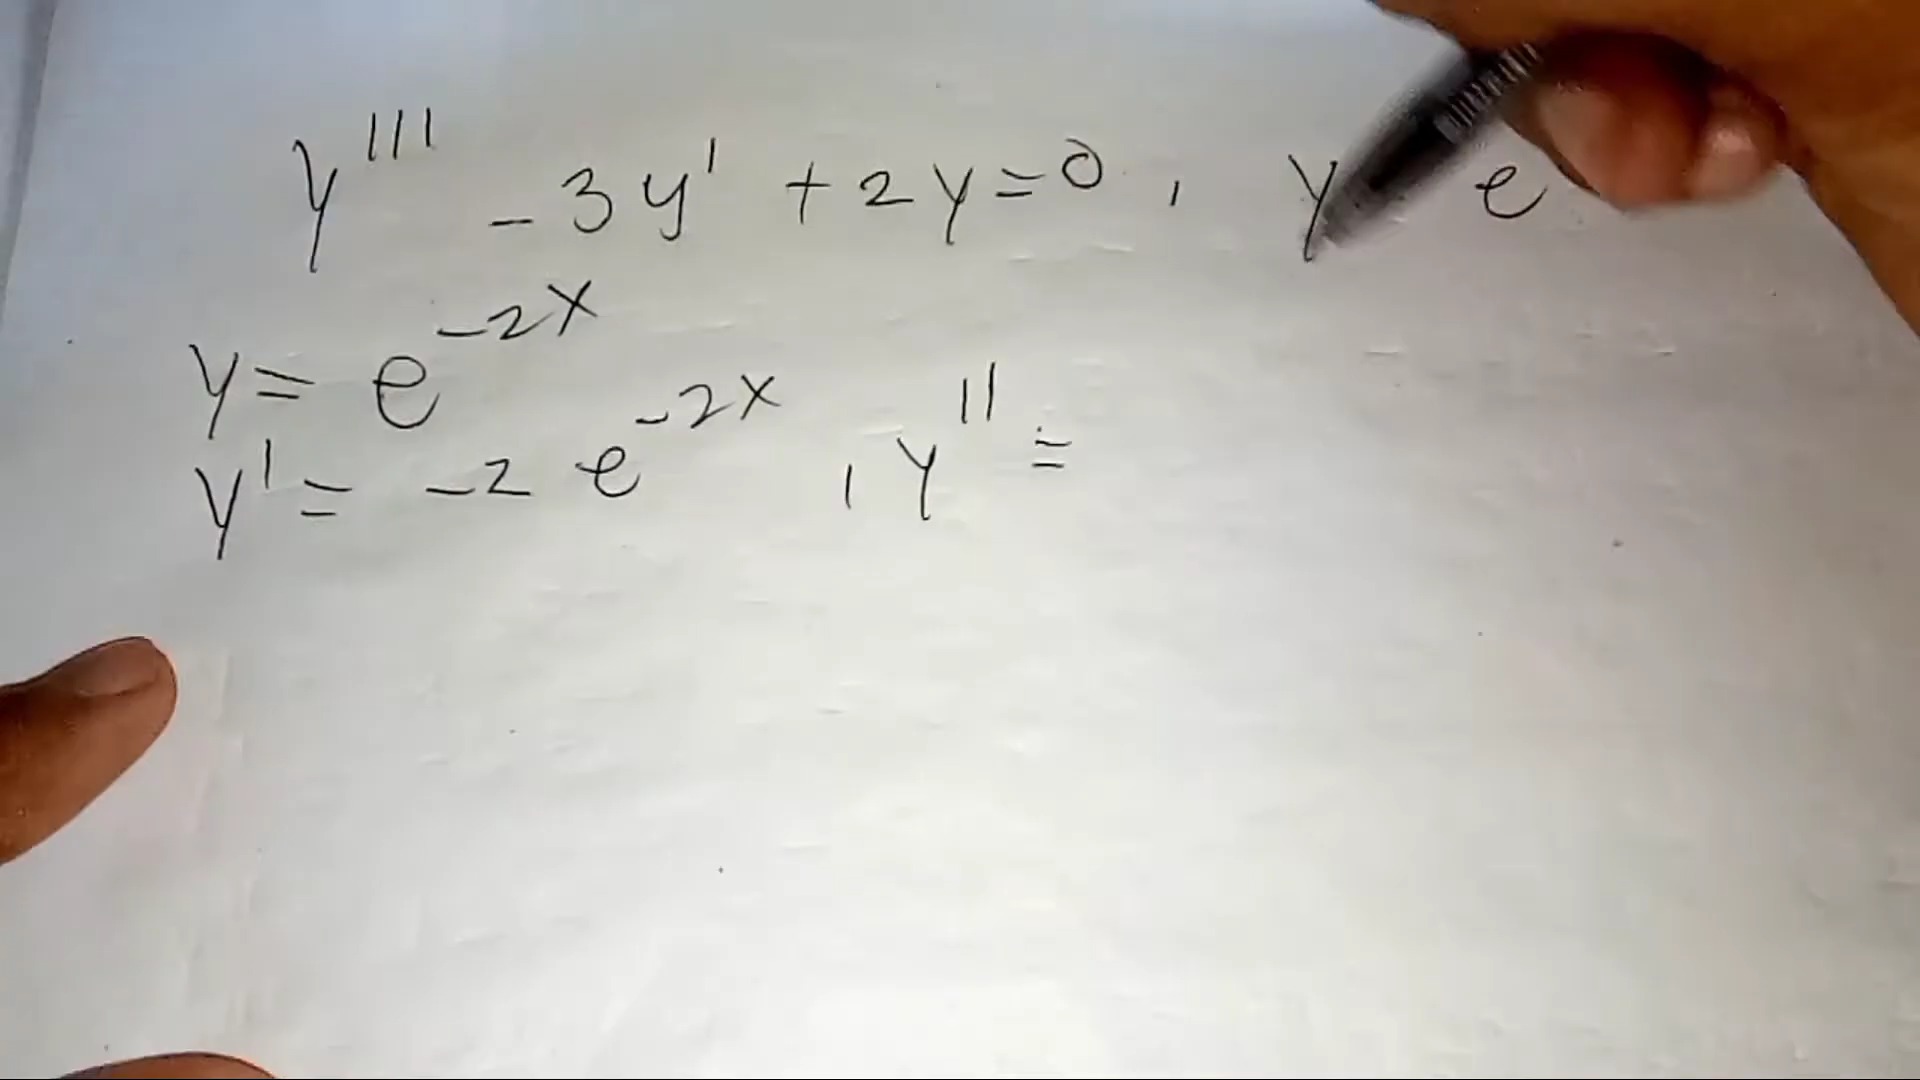 y''' - 3y' + 2y = 0 , y e
y = e^{-2x}
y' = -2 e^{-2x} , y'' =